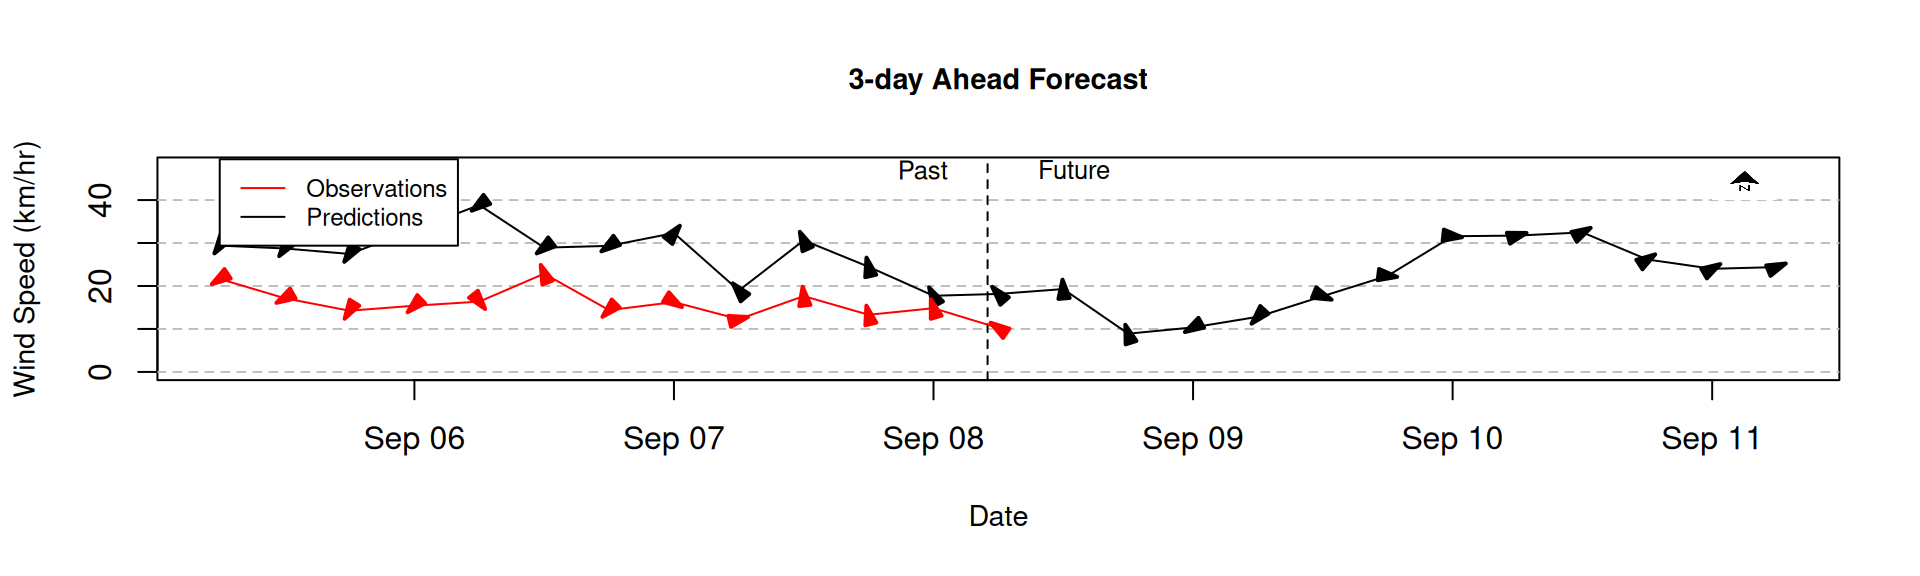 3-day Ahead Forecast
Wind Speed (km/hr)
40
20
0
Observations
Predictions
Past
Future
N
Sep 06
Sep 07
Sep 08
Sep 09
Sep 10
Sep 11
Date